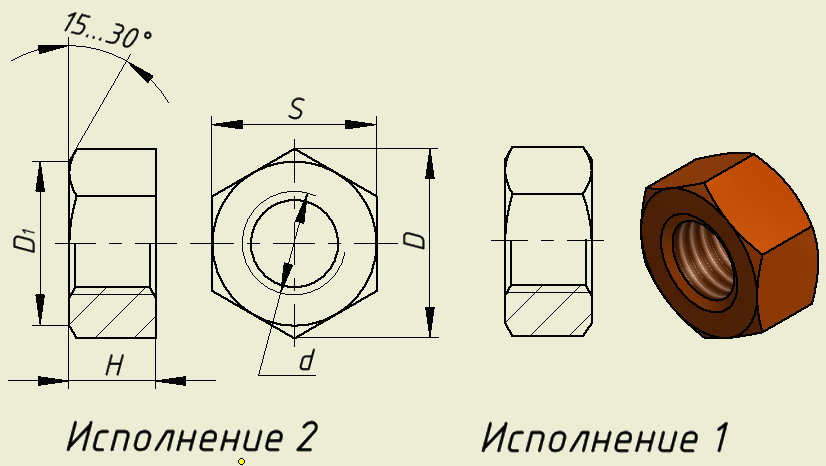 15...30°
S
D1
D
H
d
Исполнение 2
Исполнение 1